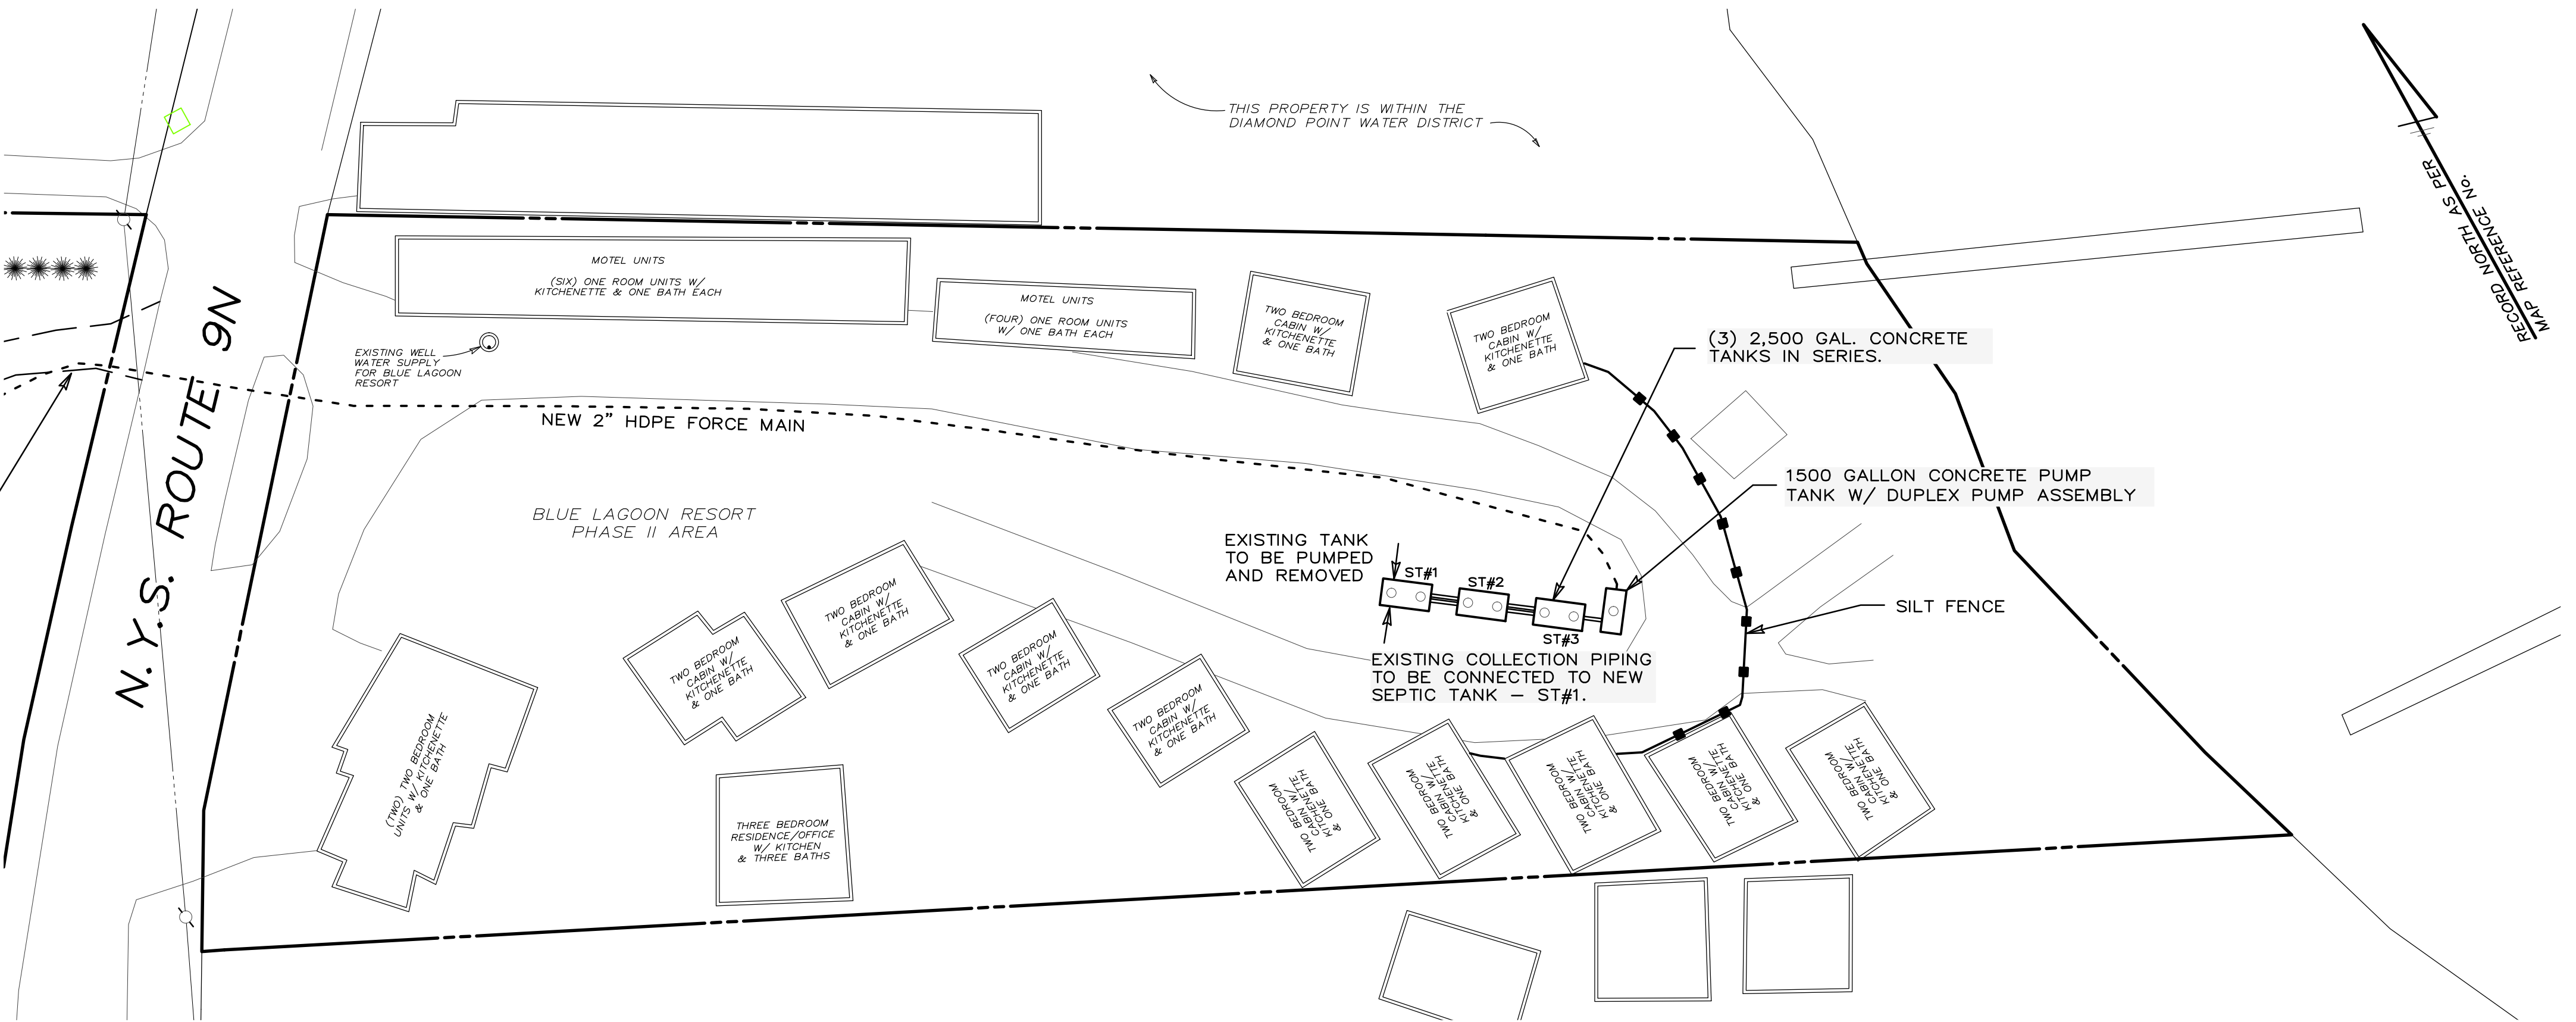 THIS PROPERTY IS WITHIN THE
DIAMOND POINT WATER DISTRICT
RECORD NORTH AS PER
MAP REFERENCE No.
N.Y.S. ROUTE 9N
MOTEL UNITS
(SIX) ONE ROOM UNITS W/
KITCHENETTE & ONE BATH EACH
MOTEL UNITS
(FOUR) ONE ROOM UNITS
W/ ONE BATH EACH
TWO BEDROOM
CABIN W/
KITCHENETTE
& ONE BATH
TWO BEDROOM
CABIN W/
KITCHENETTE
& ONE BATH
(3) 2,500 GAL. CONCRETE
TANKS IN SERIES.
EXISTING WELL
WATER SUPPLY
FOR BLUE LAGOON
RESORT
NEW 2" HDPE FORCE MAIN
1500 GALLON CONCRETE PUMP
TANK W/ DUPLEX PUMP ASSEMBLY
BLUE LAGOON RESORT
PHASE II AREA
EXISTING TANK
TO BE PUMPED
AND REMOVED
ST#1
ST#2
ST#3
SILT FENCE
EXISTING COLLECTION PIPING
TO BE CONNECTED TO NEW
SEPTIC TANK – ST#1.
(TWO) TWO BEDROOM
UNITS W/ KITCHENETTE
& ONE BATH
TWO BEDROOM
CABIN W/
KITCHENETTE
& ONE BATH
TWO BEDROOM
CABIN W/
KITCHENETTE
& ONE BATH
TWO BEDROOM
CABIN W/
KITCHENETTE
& ONE BATH
TWO BEDROOM
CABIN W/
KITCHENETTE
& ONE BATH
TWO BEDROOM
CABIN W/
KITCHENETTE
& ONE BATH
TWO BEDROOM
CABIN W/
KITCHENETTE
& ONE BATH
TWO BEDROOM
CABIN W/
KITCHENETTE
& ONE BATH
TWO BEDROOM
CABIN W/
KITCHENETTE
& ONE BATH
TWO BEDROOM
CABIN W/
KITCHENETTE
& ONE BATH
THREE BEDROOM
RESIDENCE/OFFICE
W/ KITCHEN
& THREE BATHS